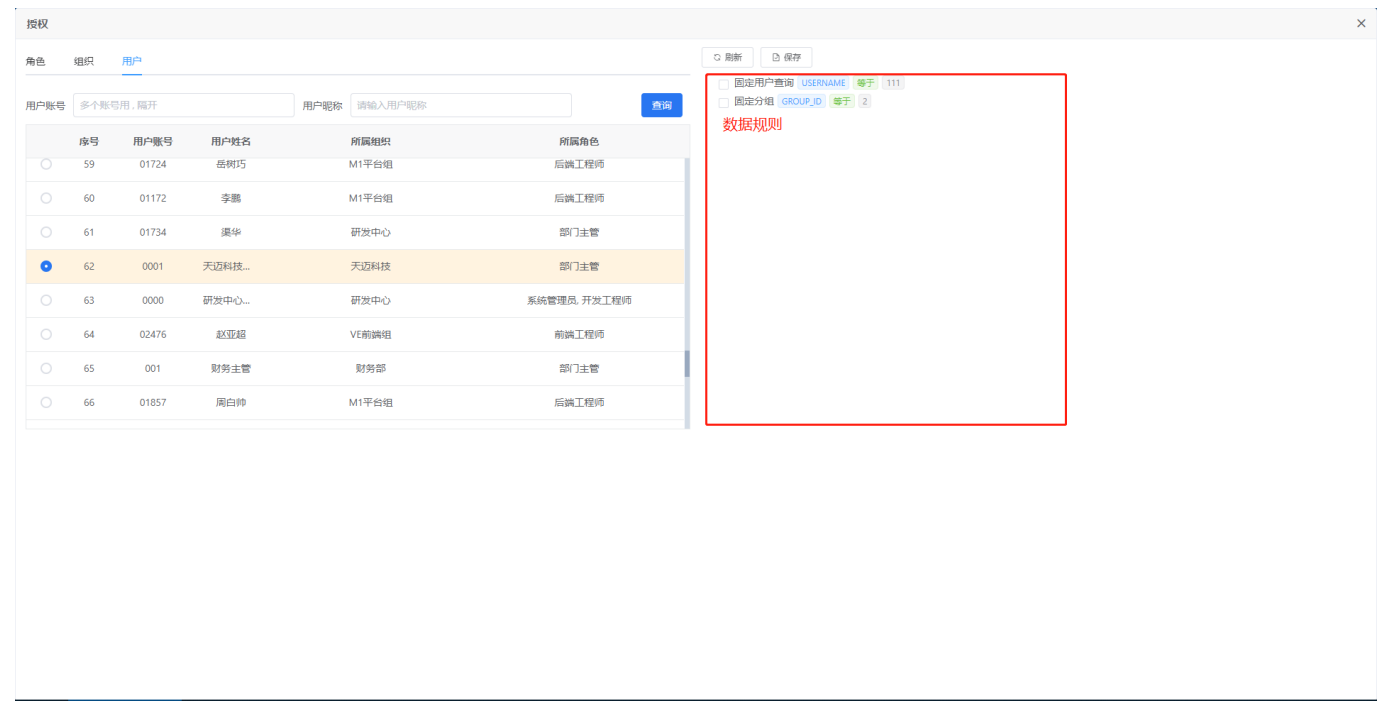 授权
角色 组织 用户
刷新 保存
固定用户查询 USERNAME 等于 111
固定分组 GROUP_ID 等于 2
数据规则
用户账号 多个账号用 , 隔开 用户昵称 请输入用户昵称 查询
序号 用户账号 用户姓名 所属组织 所属角色
59 01724 岳树巧 M1平台组 后端工程师
60 01172 李鹏 M1平台组 后端工程师
61 01734 渠华 研发中心 部门主管
62 0001 天迈科技... 天迈科技 部门主管
63 0000 研发中心... 研发中心 系统管理员, 开发工程师
64 02476 赵亚超 VE前端组 前端工程师
65 001 财务主管 财务部 部门主管
66 01857 周白帅 M1平台组 后端工程师